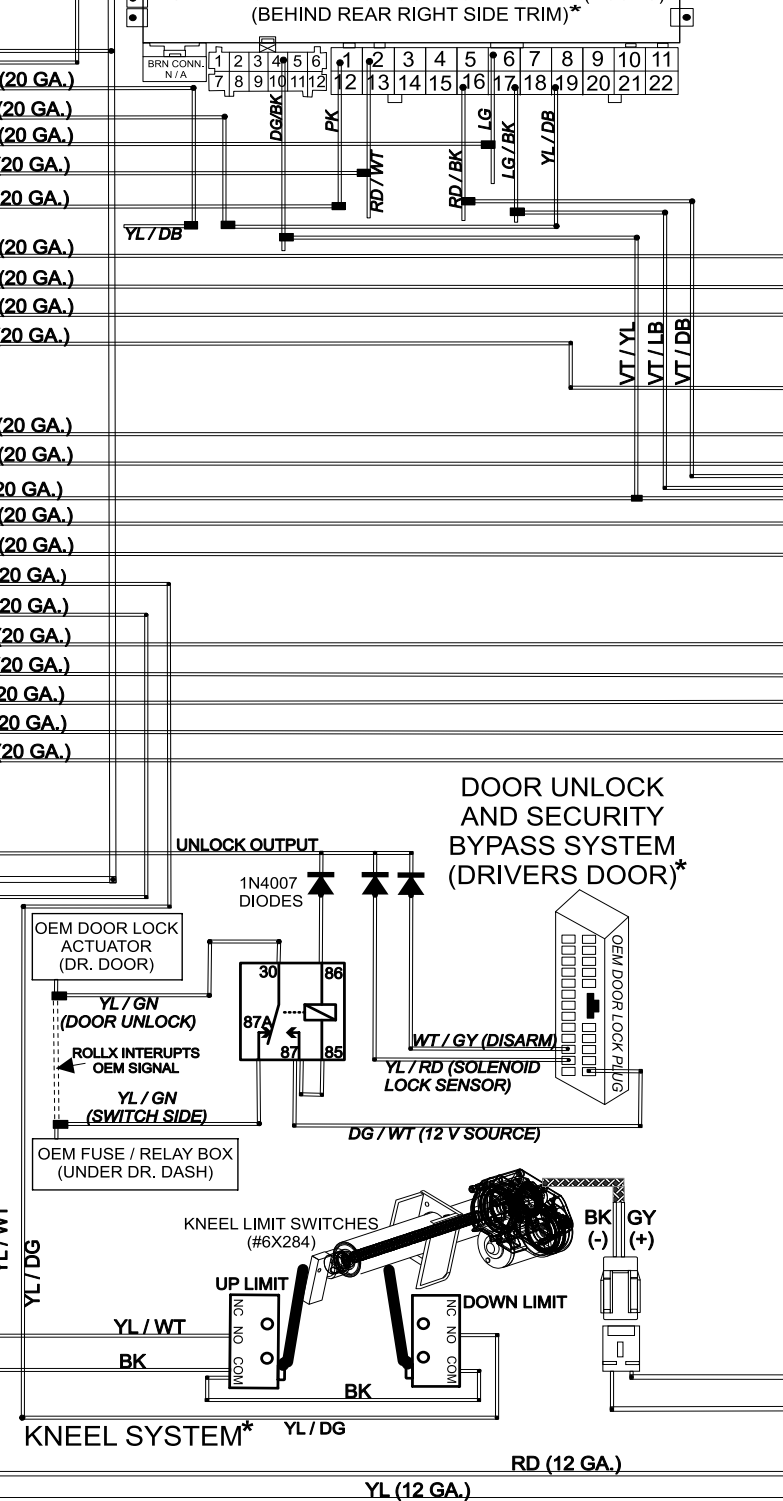 (BEHIND REAR RIGHT SIDE TRIM)*
BRN CONN.
N / A
1 2 3 4 5 6
7 8 9 10 11 12
1 2 3 4 5 6 7 8 9 10 11
12 13 14 15 16 17 18 19 20 21 22
(20 GA.)
(20 GA.)
(20 GA.)
(20 GA.)
20 GA.)
DG/BK
PK
RD / WT
RD / BK
LG
LG / BK
YL / DB
YL / DB
(20 GA.)
(20 GA.)
(20 GA.)
(20 GA.)
VT / YL
VT / LB
VT / DB
(20 GA.)
(20 GA.)
20 GA.)
(20 GA.)
(20 GA.)
20 GA.)
20 GA.)
(20 GA.)
(20 GA.)
20 GA.)
(20 GA.)
(20 GA.)
DOOR UNLOCK
AND SECURITY
BYPASS SYSTEM
(DRIVERS DOOR)*
UNLOCK OUTPUT
1N4007
DIODES
OEM DOOR LOCK
ACTUATOR
(DR. DOOR)
30
86
87A
87
85
YL / GN
(DOOR UNLOCK)
ROLLX INTERUPTS
OEM SIGNAL
YL / GN
(SWITCH SIDE)
OEM FUSE / RELAY BOX
(UNDER DR. DASH)
OEM DOOR LOCK PLUG
WT / GY (DISARM)
YL / RD (SOLENOID
LOCK SENSOR)
DG / WT (12 V SOURCE)
KNEEL LIMIT SWITCHES
(#6X284)
BK
(-)
GY
(+)
YL / WT
YL / DG
UP LIMIT
NC
NO
COM
DOWN LIMIT
NC
NO
COM
YL / WT
BK
BK
YL / DG
KNEEL SYSTEM*
RD (12 GA.)
YL (12 GA.)